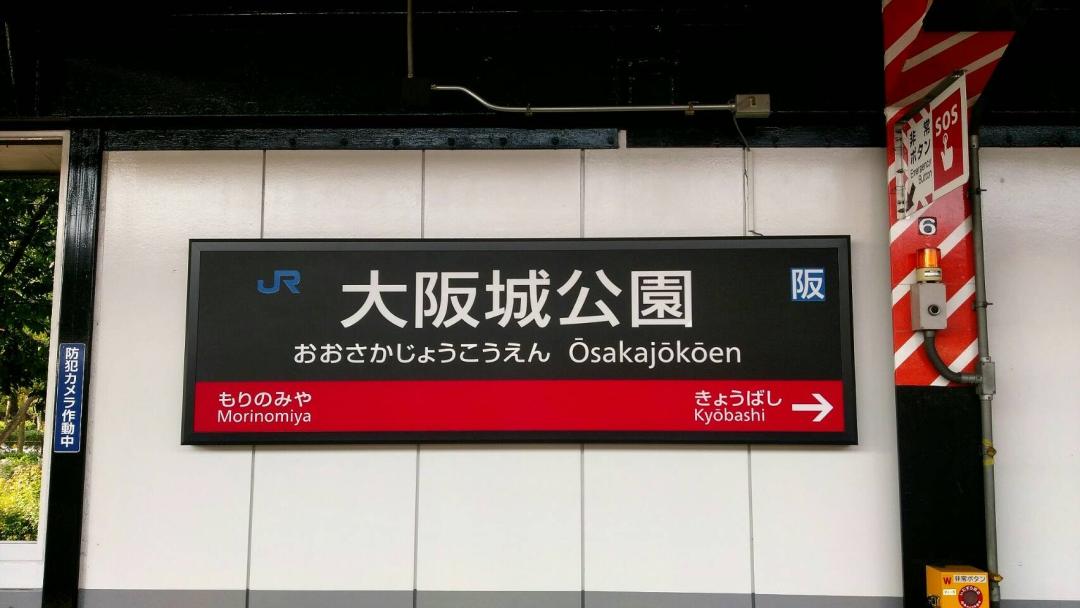 JR
大阪城公園
阪
おおさかじょうこうえん Ōsakajōkōen
もりのみや
Morinomiya
きょうばし
Kyōbashi
防犯カメラ作動中
SOS
非常
ボタン
Emergency
Button
6
W 非常ボタン